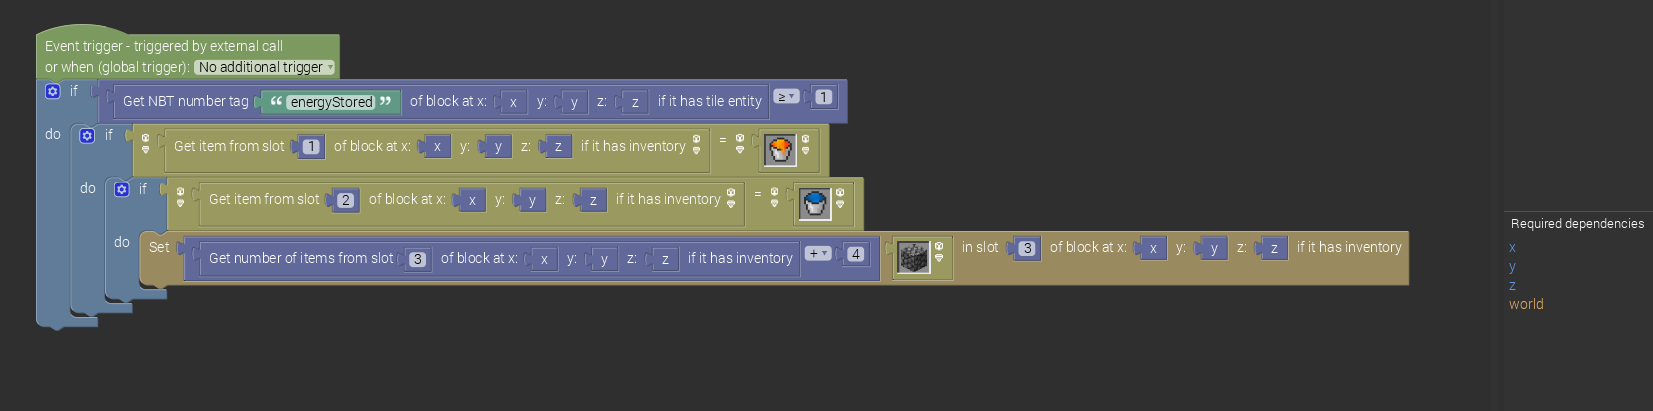 Event trigger - triggered by external call
or when (global trigger): No additional trigger
if Get NBT number tag “ energyStored ” of block at x: x y: y z: z if it has tile entity ≥ 1
do if Get item from slot 1 of block at x: x y: y z: z if it has inventory =
do if Get item from slot 2 of block at x: x y: y z: z if it has inventory =
do Set Get number of items from slot 3 of block at x: x y: y z: z if it has inventory + 4 in slot 3 of block at x: x y: y z: z if it has inventory
Required dependencies
x
y
z
world